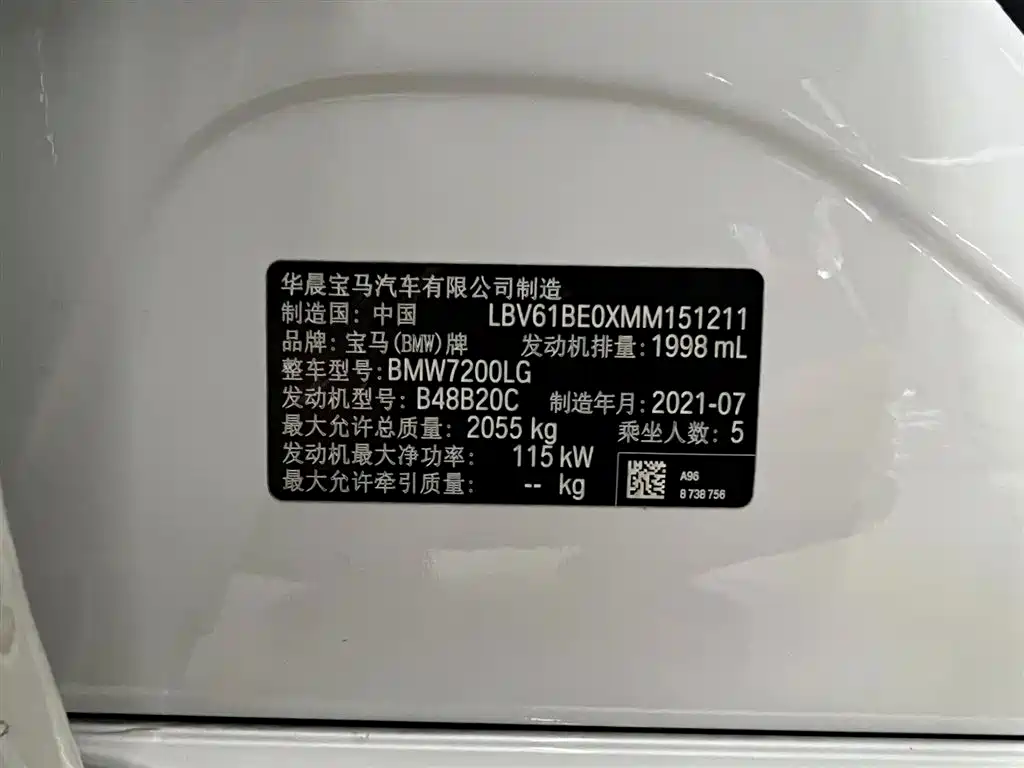 华晨宝马汽车有限公司制造
制造国: 中国 LBV61BE0XMM151211
品牌: 宝马(BMW)牌 发动机排量: 1998 mL
整车型号: BMW7200LG
发动机型号: B48B20C 制造年月: 2021-07
最大允许总质量: 2055 kg 乘坐人数: 5
发动机最大净功率: 115 kW
最大允许牵引质量: -- kg
A96
8 738 756